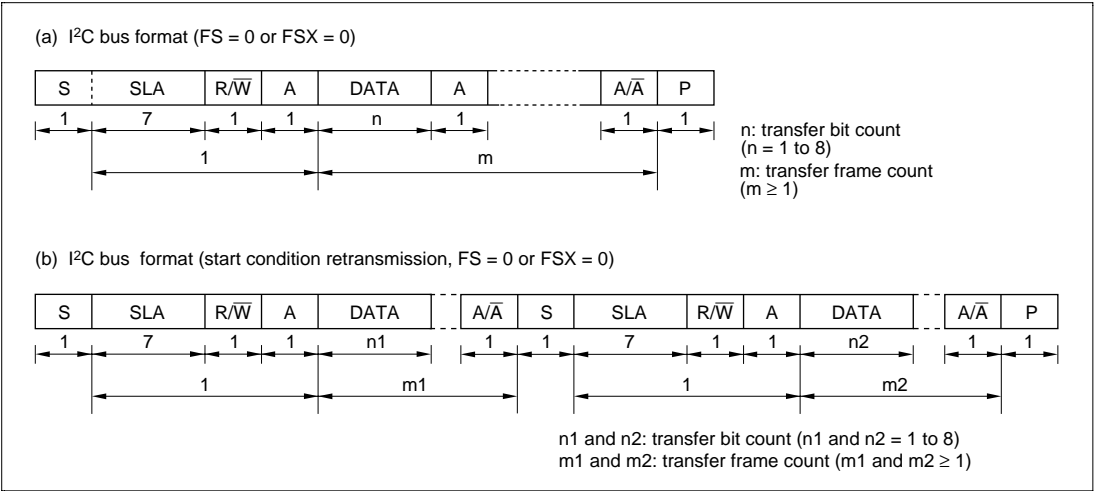 (a) I²C bus format (FS = 0 or FSX = 0)
S SLA R/W̅ A DATA A A/A̅ P
1 7 1 1 n 1 1 1
1 m
n: transfer bit count
(n = 1 to 8)
m: transfer frame count
(m ≥ 1)
(b) I²C bus format (start condition retransmission, FS = 0 or FSX = 0)
S SLA R/W̅ A DATA A/A̅ S SLA R/W̅ A DATA A/A̅ P
1 7 1 1 n1 1 1 7 1 1 n2 1 1
1 m1 1 m2
n1 and n2: transfer bit count (n1 and n2 = 1 to 8)
m1 and m2: transfer frame count (m1 and m2 ≥ 1)